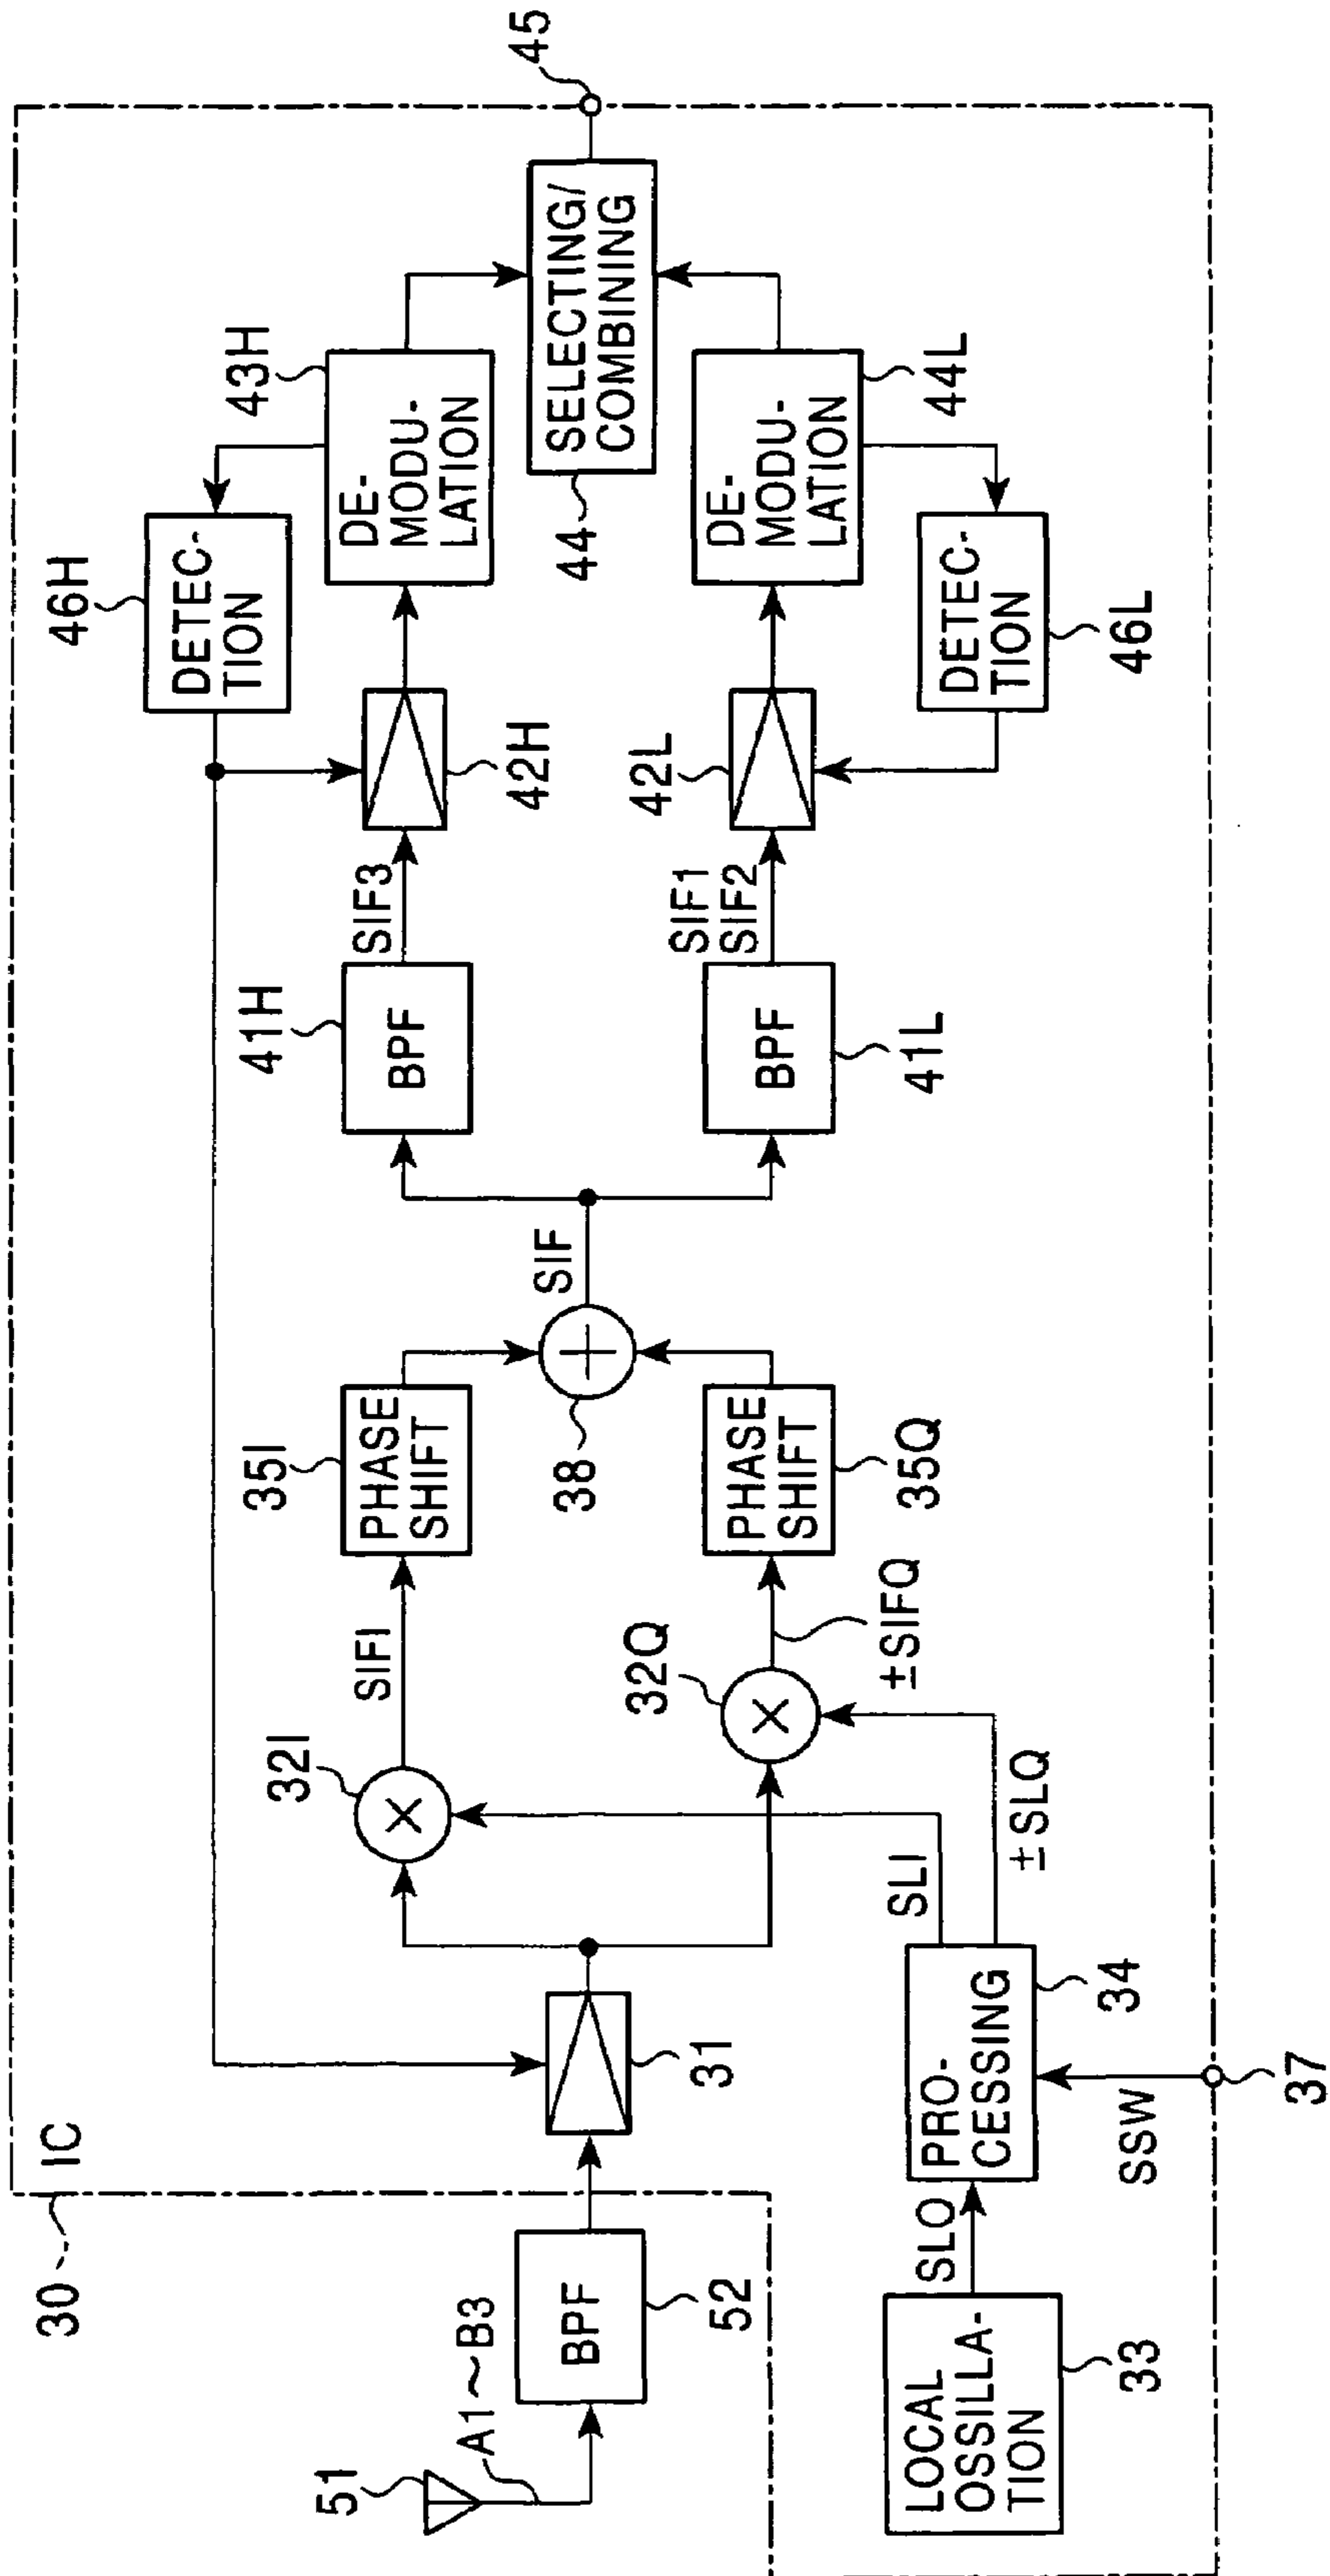 30
IC
51
A1~B3
BPF
52
31
LOCAL
OSSILLA-
TION
33
SLO
PRO-
CESSING
34
SSW
37
SLI
±SLQ
32I
32Q
SIFI
±SIFQ
35I
PHASE
SHIFT
PHASE
SHIFT
35Q
38
SIF
41H
BPF
BPF
41L
SIF3
SIF1
SIF2
42H
42L
46H
DETEC-
TION
DETEC-
TION
46L
43H
DE-
MODU-
LATION
DE-
MODU-
LATION
44L
44
SELECTING/
COMBINING
45